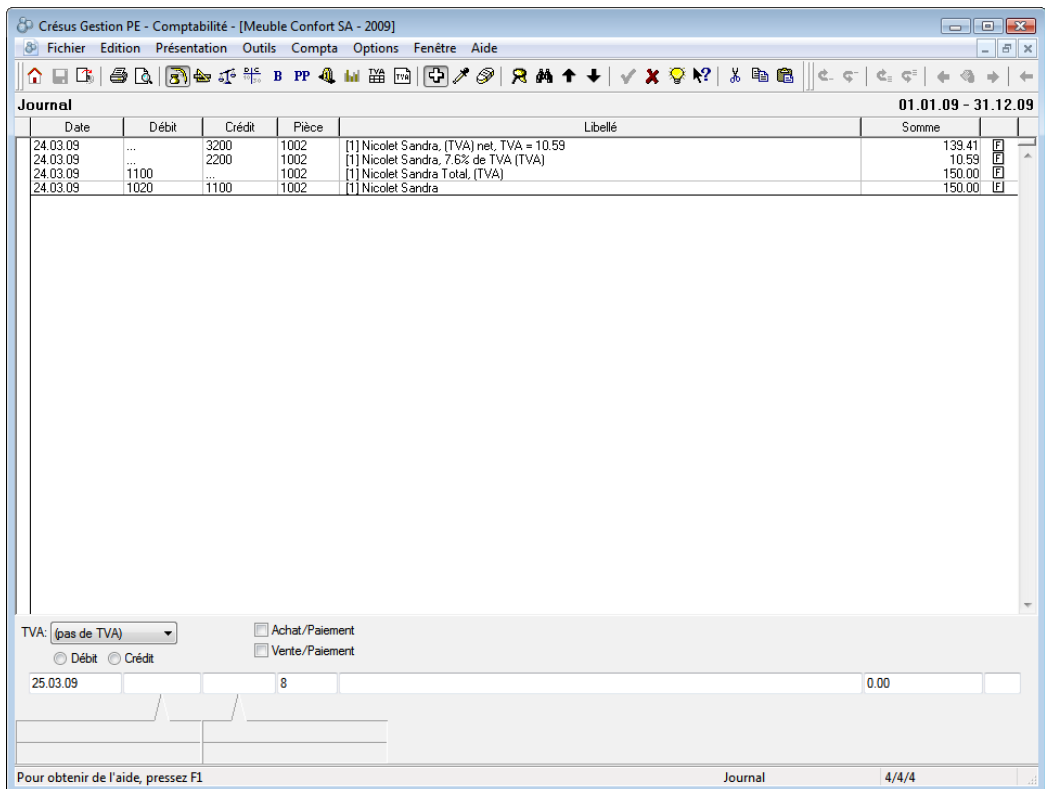 Crésus Gestion PE - Comptabilité - [Meuble Confort SA - 2009]
Fichier Edition Présentation Outils Compta Options Fenêtre Aide
B PP TVA TVA
Journal 01.01.09 - 31.12.09
Date Débit Crédit Pièce Libellé Somme
24.03.09 ... 3200 1002 [1] Nicolet Sandra, (TVA) net, TVA = 10.59 139.41 F
24.03.09 ... 2200 1002 [1] Nicolet Sandra, 7.6% de TVA (TVA) 10.59 F
24.03.09 1100 ... 1002 [1] Nicolet Sandra Total, (TVA) 150.00 F
24.03.09 1020 1100 1002 [1] Nicolet Sandra 150.00 F
TVA: (pas de TVA) Achat/Paiement
Débit Crédit Vente/Paiement
25.03.09 8 0.00
Pour obtenir de l'aide, pressez F1 Journal 4/4/4